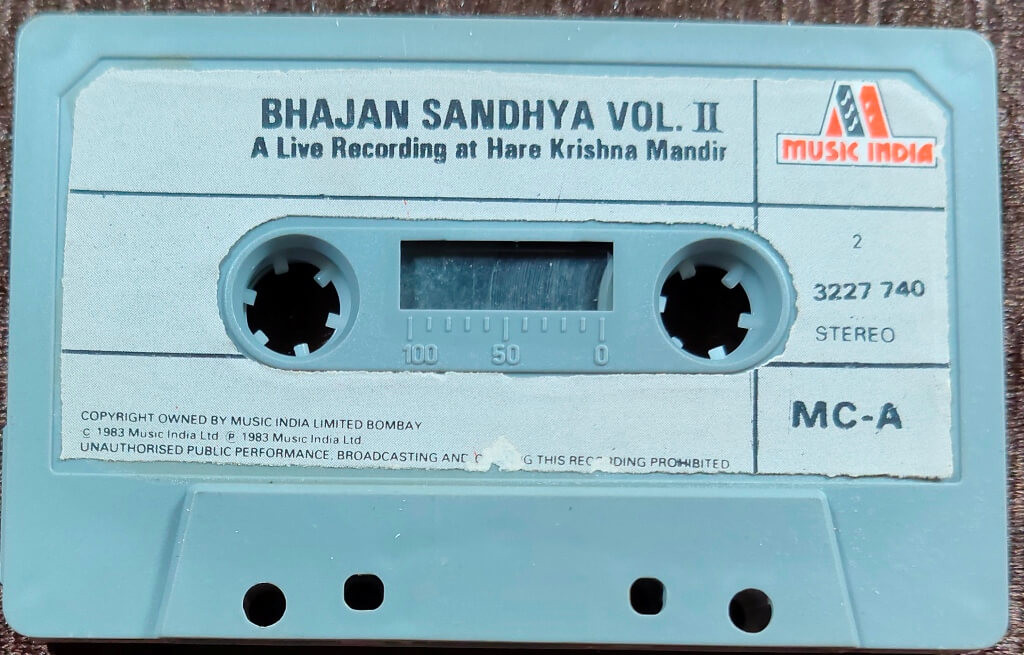 BHAJAN SANDHYA VOL. II
A Live Recording at Hare Krishna Mandir
MUSIC INDIA
2
3227 740
STEREO
100 50 0
MC-A
COPYRIGHT OWNED BY MUSIC INDIA LIMITED BOMBAY
© 1983 Music India Ltd ℗ 1983 Music India Ltd
UNAUTHORISED PUBLIC PERFORMANCE, BROADCASTING AND THIS RECORDING PROHIBITED